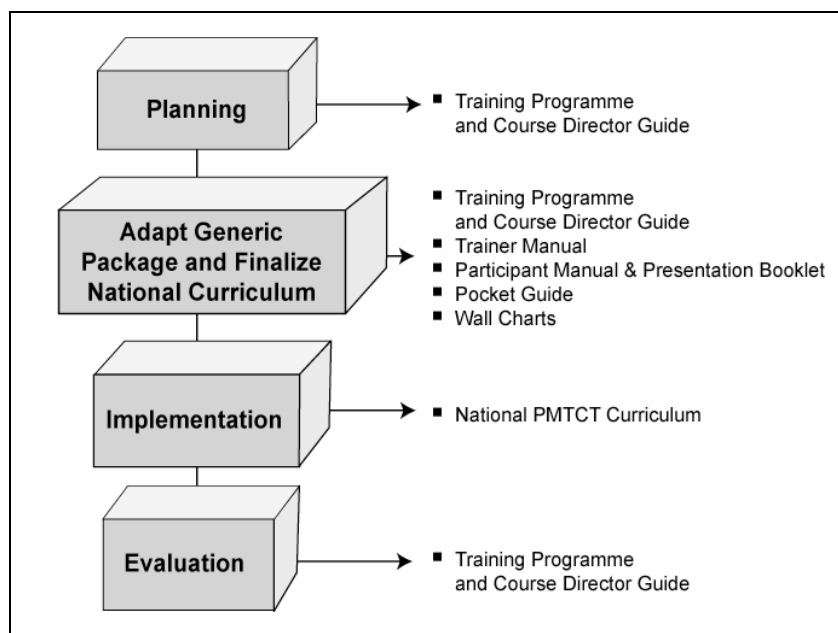 Planning
▪ Training Programme
and Course Director Guide
Adapt Generic
Package and Finalize
National Curriculum
▪ Training Programme
and Course Director Guide
▪ Trainer Manual
▪ Participant Manual & Presentation Booklet
▪ Pocket Guide
▪ Wall Charts
Implementation
▪ National PMTCT Curriculum
Evaluation
▪ Training Programme
and Course Director Guide